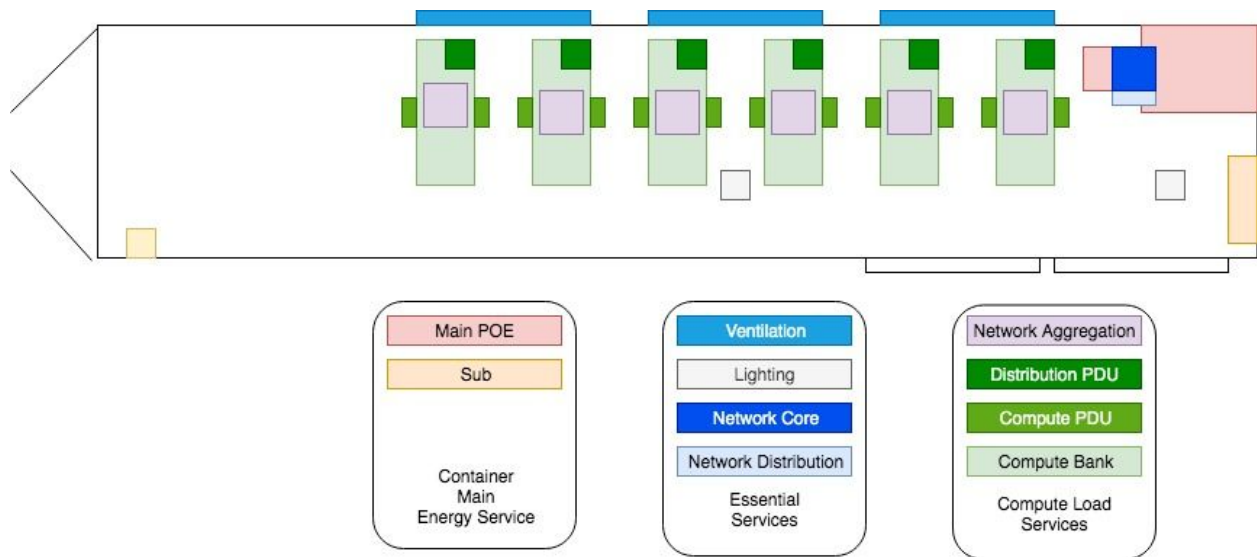 Main POE
Sub
Container
Main
Energy Service
Ventilation
Lighting
Network Core
Network Distribution
Essential
Services
Network Aggregation
Distribution PDU
Compute PDU
Compute Bank
Compute Load
Services